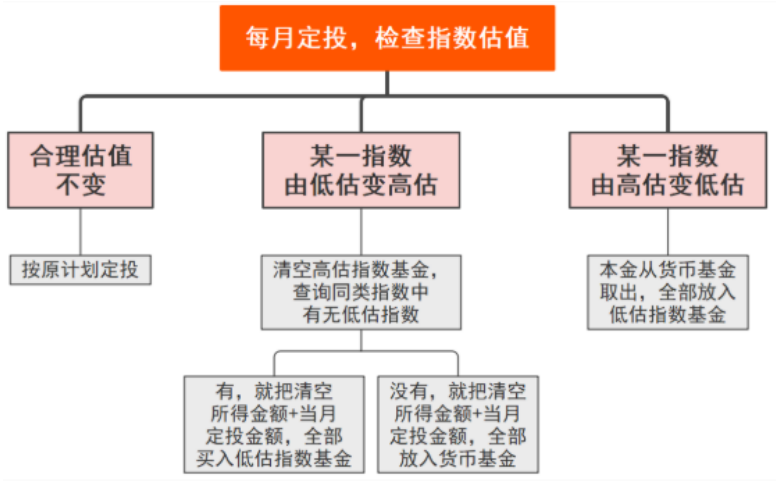 每月定投，检查指数估值
合理估值
不变
某一指数
由低估变高估
某一指数
由高估变低估
按原计划定投
清空高估指数基金，
查询同类指数中
有无低估指数
本金从货币基金
取出，全部放入
低估指数基金
有，就把清空
所得金额+当月
定投金额，全部
买入低估指数基金
没有，就把清空
所得金额+当月
定投金额，全部
放入货币基金